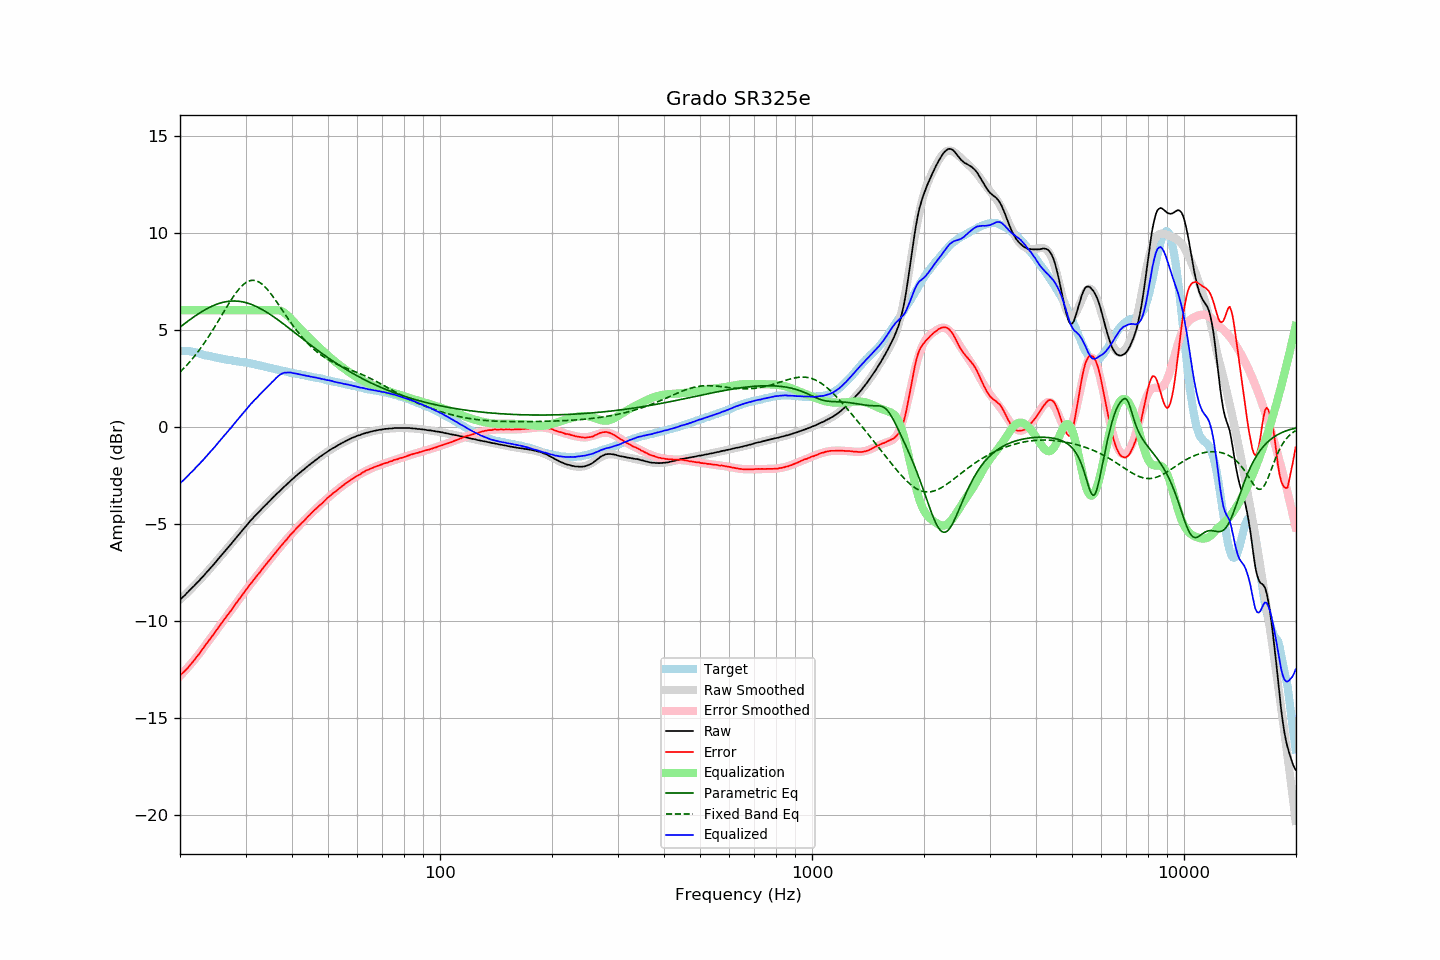 Grado SR325e
15
10
5
0
−5
−10
−15
−20
Amplitude (dBr)
Target
Raw Smoothed
Error Smoothed
Raw
Error
Equalization
Parametric Eq
Fixed Band Eq
Equalized
100
1000
10000
Frequency (Hz)